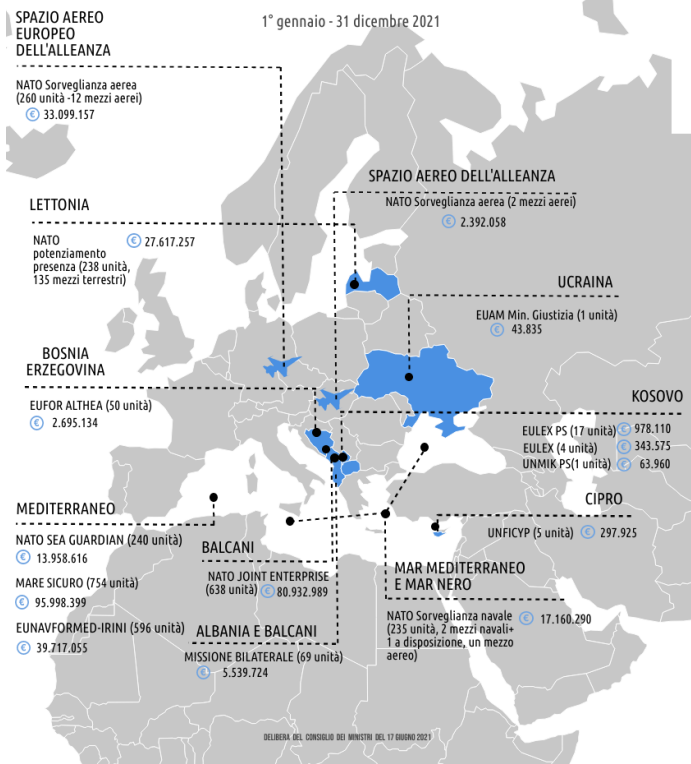 SPAZIO AEREO
EUROPEO
DELL'ALLEANZA
1° gennaio - 31 dicembre 2021
NATO Sorveglianza aerea
(260 unità -12 mezzi aerei)
€ 33.099.157
SPAZIO AEREO DELL'ALLEANZA
NATO Sorveglianza aerea (2 mezzi aerei)
€ 2.392.058
LETTONIA
NATO
potenziamento
presenza (238 unità,
135 mezzi terrestri)
€ 27.617.257
UCRAINA
EUAM Min. Giustizia (1 unità)
€ 43.835
BOSNIA
ERZEGOVINA
EUFOR ALTHEA (50 unità)
€ 2.695.134
KOSOVO
EULEX PS (17 unità) € 978.110
EULEX (4 unità) € 343.575
UNMIK PS(1 unità) € 63.960
CIPRO
UNFICYP (5 unità) € 297.925
MEDITERRANEO
NATO SEA GUARDIAN (240 unità)
€ 13.958.616
MARE SICURO (754 unità)
€ 95.998.399
EUNAVFORMED-IRINI (596 unità)
€ 39.717.055
BALCANI
NATO JOINT ENTERPRISE
(638 unità) € 80.932.989
ALBANIA E BALCANI
MISSIONE BILATERALE (69 unità)
€ 5.539.724
MAR MEDITERRANEO
E MAR NERO
NATO Sorveglianza navale
(235 unità, 2 mezzi navali+
1 a disposizione, un mezzo
aereo)
€ 17.160.290
DELIBERA DEL CONSIGLIO DEI MINISTRI DEL 17 GIUGNO 2021